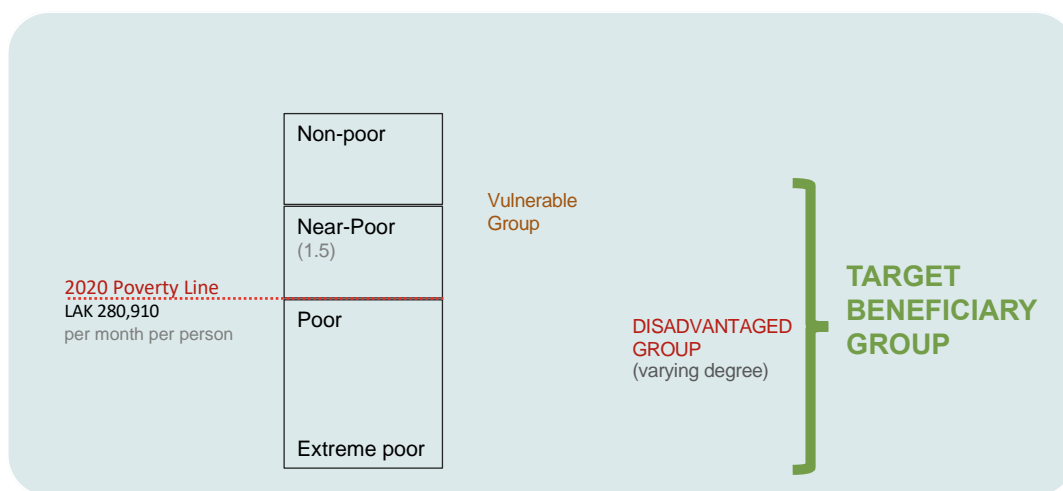 Non-poor
Near-Poor
(1.5)
Vulnerable
Group
2020 Poverty Line
LAK 280,910
per month per person
Poor
Extreme poor
DISADVANTAGED
GROUP
(varying degree)
TARGET
BENEFICIARY
GROUP